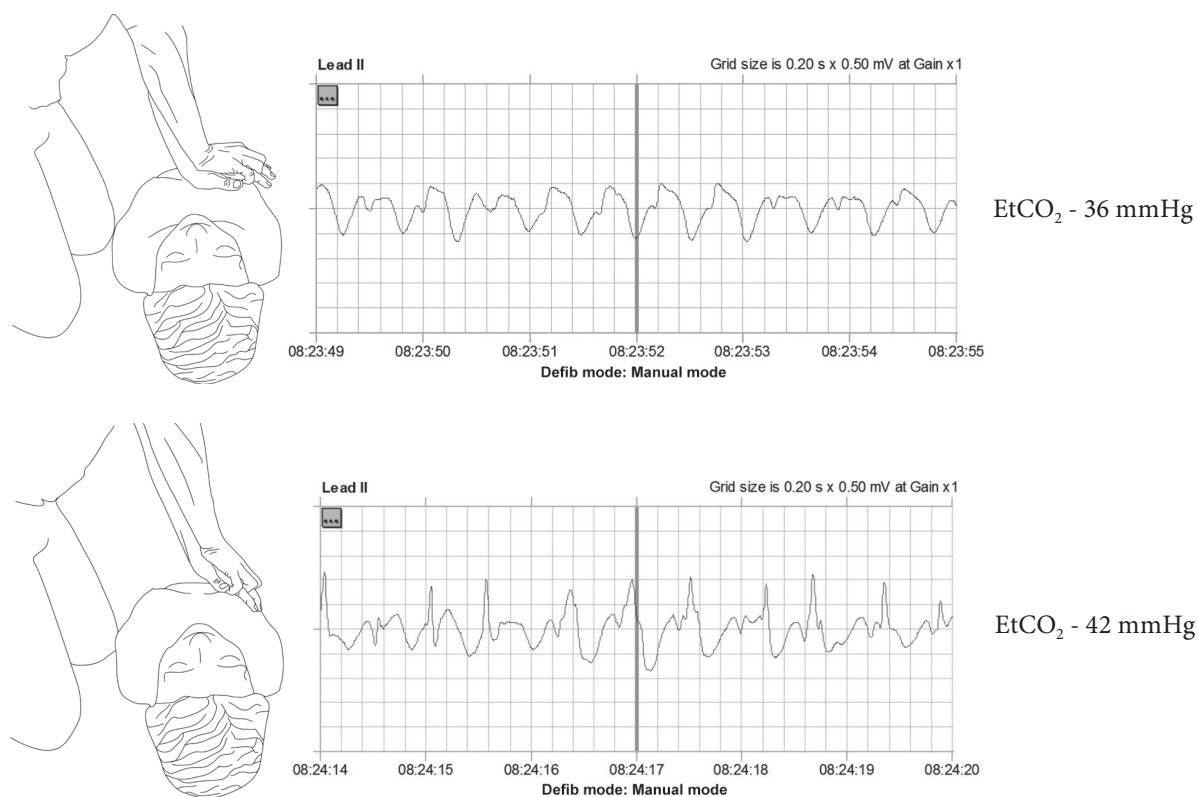 Lead II Grid size is 0.20 s x 0.50 mV at Gain x1
EtCO₂ - 36 mmHg
08:23:49 08:23:50 08:23:51 08:23:52 08:23:53 08:23:54 08:23:55
Defib mode: Manual mode
Lead II Grid size is 0.20 s x 0.50 mV at Gain x1
EtCO₂ - 42 mmHg
08:24:14 08:24:15 08:24:16 08:24:17 08:24:18 08:24:19 08:24:20
Defib mode: Manual mode